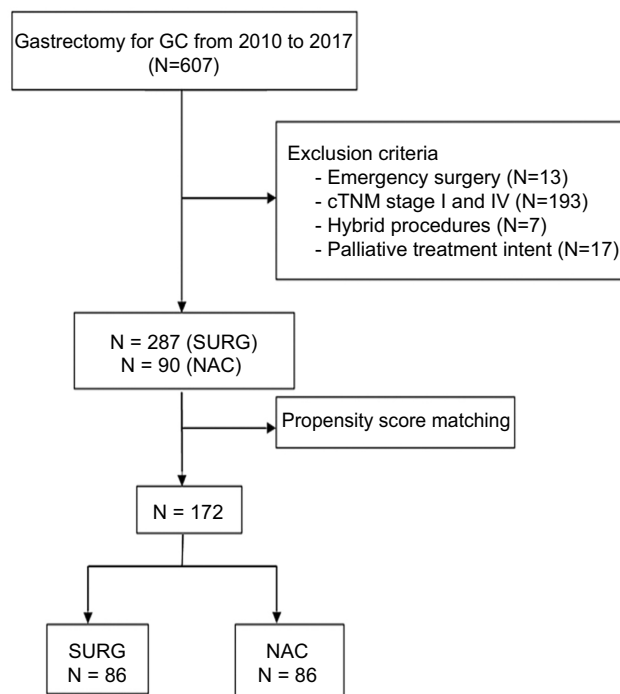 Gastrectomy for GC from 2010 to 2017
(N=607)
Exclusion criteria
- Emergency surgery (N=13)
- cTNM stage I and IV (N=193)
- Hybrid procedures (N=7)
- Palliative treatment intent (N=17)
N = 287 (SURG)
N = 90 (NAC)
Propensity score matching
N = 172
SURG
N = 86
NAC
N = 86